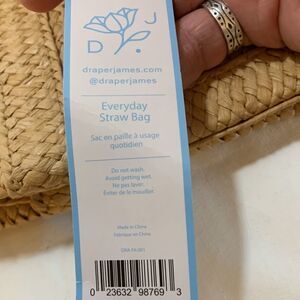 D J
draperjames.com
@draperjames
Everyday
Straw Bag
Sac en paille à usage
quotidien
Do not wash.
Avoid getting wet.
Ne pas laver.
Éviter de le mouiller.
Made in China
Fabriqué en Chine
0 23632 98769 3